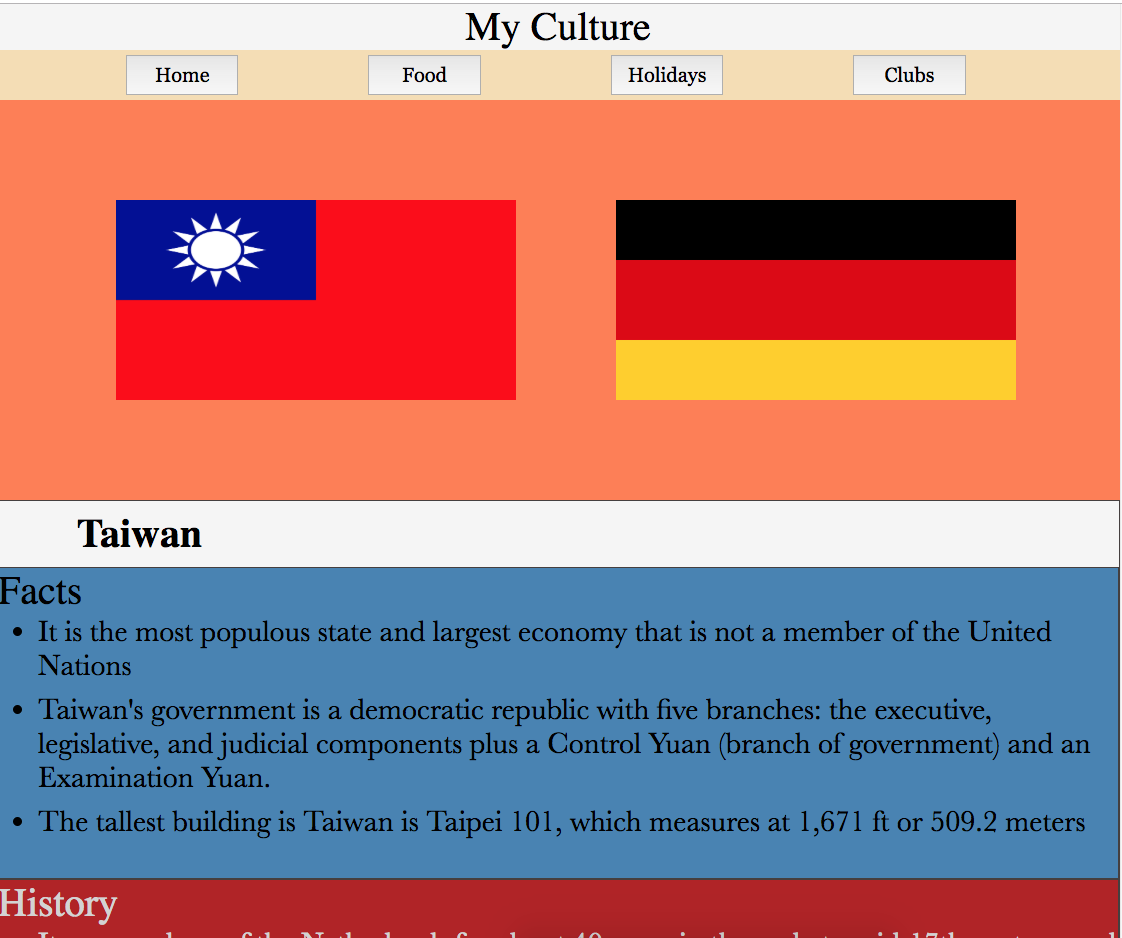 My Culture
Home Food Holidays Clubs
Taiwan
Facts
• It is the most populous state and largest economy that is not a member of the United
Nations
• Taiwan's government is a democratic republic with five branches: the executive,
legislative, and judicial components plus a Control Yuan (branch of government) and an
Examination Yuan.
• The tallest building is Taiwan is Taipei 101, which measures at 1,671 ft or 509.2 meters
History